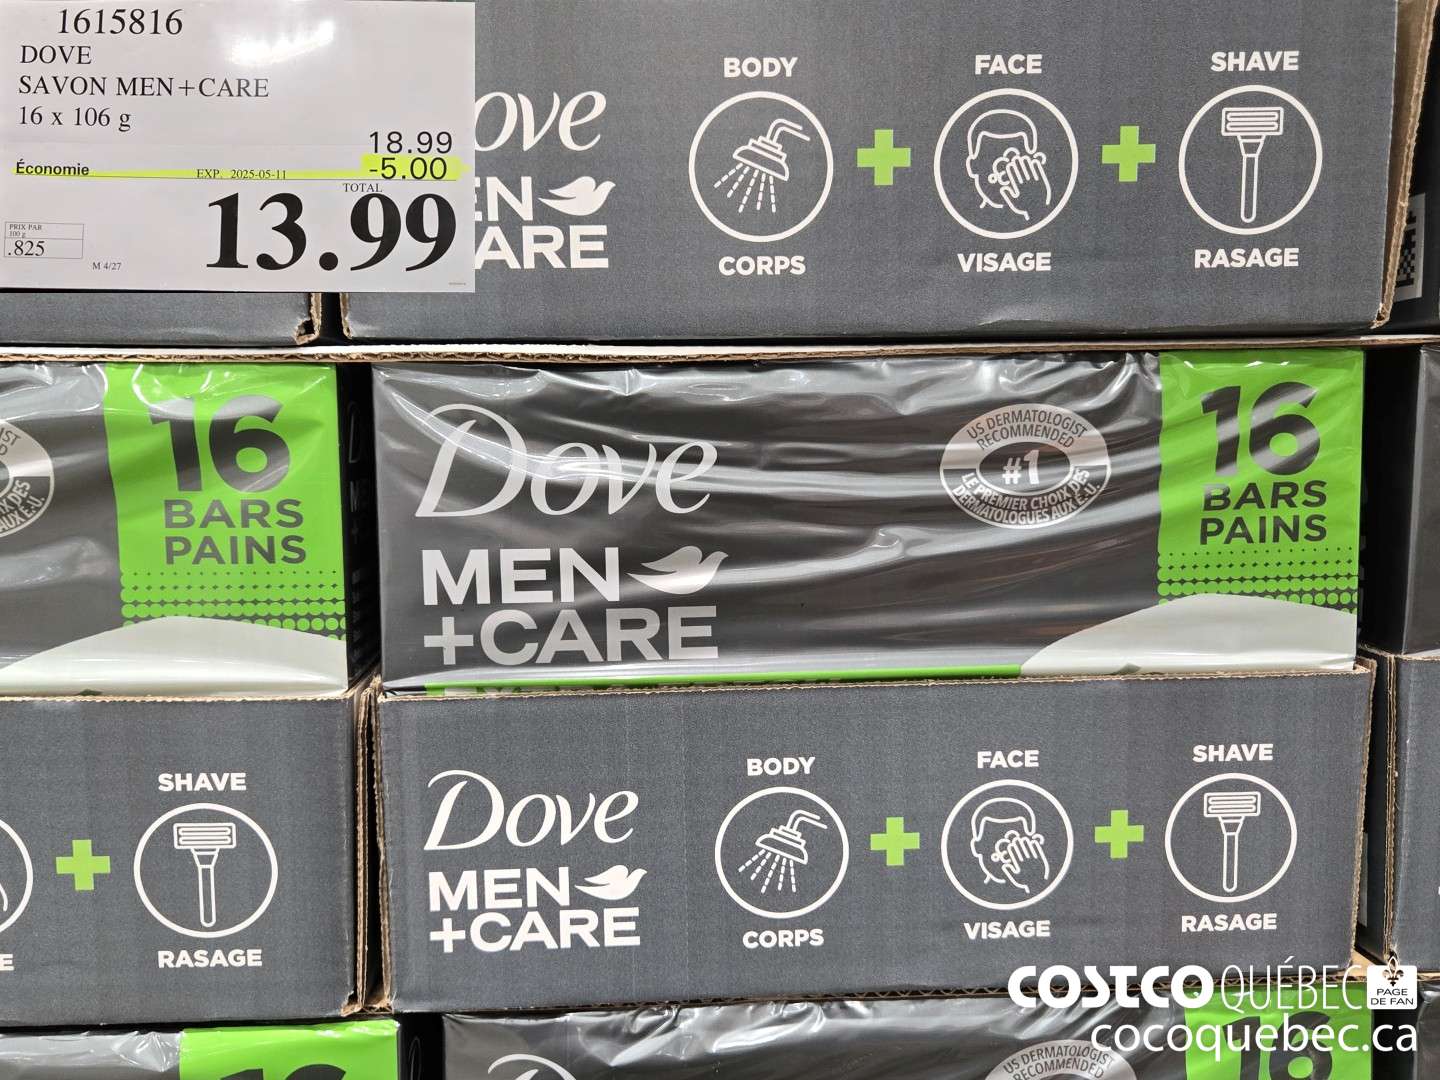 1615816
DOVE
SAVON MEN+CARE
16 x 106 g
18.99
Économie EXP. 2025-05-11 -5.00
TOTAL
13.99
PRIX PAR
100 g
.825
M 4/27
ove
EN
ARE
BODY FACE SHAVE
CORPS VISAGE RASAGE
16
BARS
PAINS
Dove
MEN
+CARE
US DERMATOLOGIST
RECOMMENDED
#1
LE PREMIER CHOIX DES
DERMATOLOGUES AUX É.-U.
16
BARS
PAINS
SHAVE
RASAGE
Dove
MEN
+CARE
BODY FACE SHAVE
CORPS VISAGE RASAGE
COSTCO QUÉBEC PAGE
DE FAN
cocoquebec.ca
16
Dove
US DERMATOLOGIST
RECOMMENDED
16